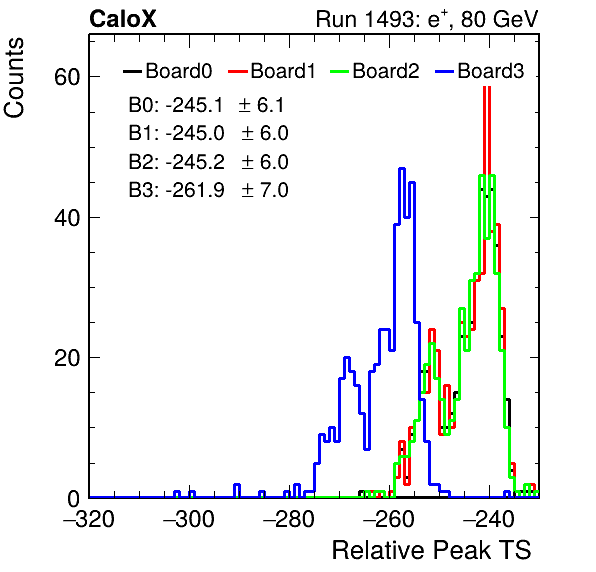 CaloX Run 1493: e+, 80 GeV
Counts
Board0 Board1 Board2 Board3
B0: -245.1 ± 6.1
B1: -245.0 ± 6.0
B2: -245.2 ± 6.0
B3: -261.9 ± 7.0
60
40
20
0
−320 −300 −280 −260 −240
Relative Peak TS